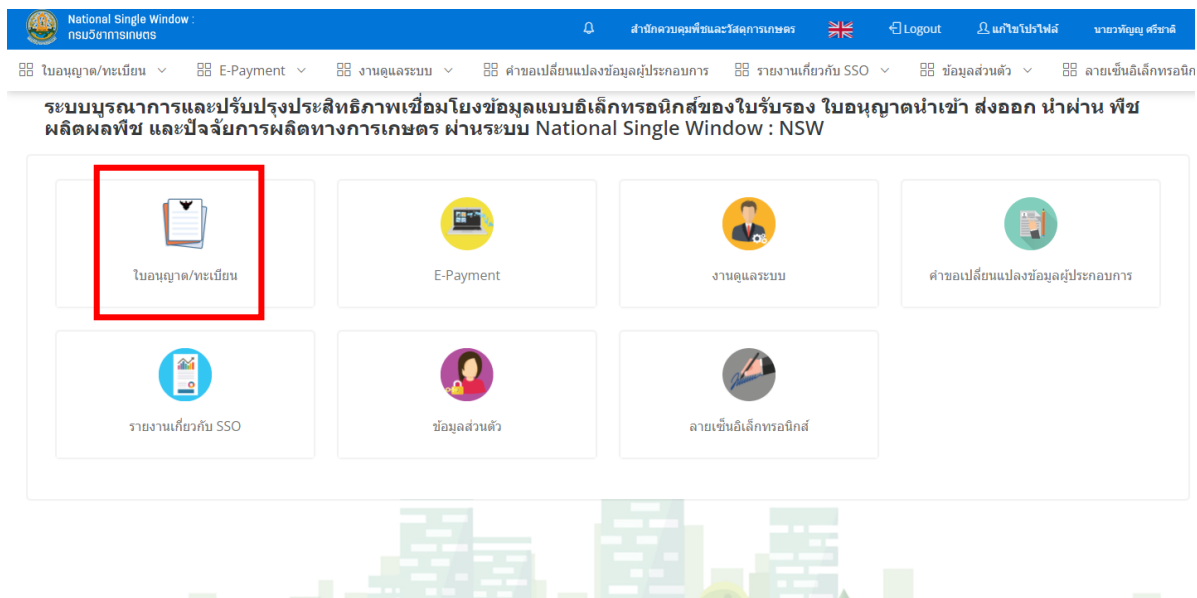 National Single Window :
กรมวิชาการเกษตร
สำนักควบคุมพืชและวัสดุการเกษตร
Logout
แก้ไขโปรไฟล์
นายวทัญญู ศรีชาติ
ใบอนุญาต/ทะเบียน
E-Payment
งานดูแลระบบ
คำขอเปลี่ยนแปลงข้อมูลผู้ประกอบการ
รายงานเกี่ยวกับ SSO
ข้อมูลส่วนตัว
ลายเซ็นอิเล็กทรอนิก
ระบบบูรณาการและปรับปรุงประสิทธิภาพเชื่อมโยงข้อมูลแบบอิเล็กทรอนิกส์ของใบรับรอง ใบอนุญาตนำเข้า ส่งออก นำผ่าน พืช
ผลิตผลพืช และปัจจัยการผลิตทางการเกษตร ผ่านระบบ National Single Window : NSW
ใบอนุญาต/ทะเบียน
E-Payment
งานดูแลระบบ
คำขอเปลี่ยนแปลงข้อมูลผู้ประกอบการ
รายงานเกี่ยวกับ SSO
ข้อมูลส่วนตัว
ลายเซ็นอิเล็กทรอนิกส์